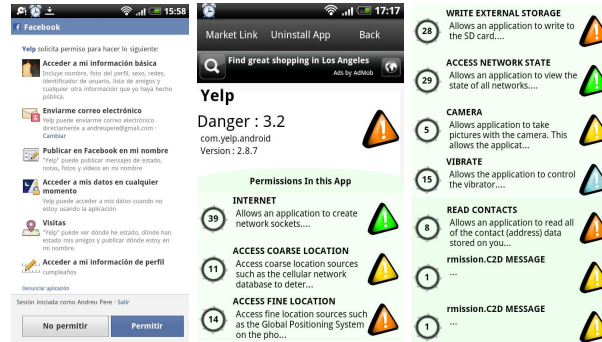 15:58
Facebook
Yelp solicita permiso para hacer lo siguiente:
Acceder a mi información básica
Incluye nombre, foto del perfil, sexo, redes,
identificador de usuario, lista de amigos y
cualquier otra información que yo haya hecho
pública.
Enviarme correo electrónico
Yelp puede enviarme correo electrónico
directamente a andreupere@gmail.com ·
Cambiar
Publicar en Facebook en mi nombre
"Yelp" puede publicar mensajes de estado,
notas, fotos y vídeos en mi nombre
Acceder a mis datos en cualquier
momento
Yelp puede acceder a mis datos cuando no
estoy usando la aplicación
Visitas
"Yelp" puede ver dónde he estado, dónde han
estado mis amigos y publicar dónde estoy en
mi nombre.
Acceder a mi información de perfil
cumpleaños
Denunciar aplicación
Sesión iniciada como Andreu Pere · Salir
No permitir
Permitir
17:17
Market Link
Uninstall App
Back
Find great shopping in Los Angeles
Ads by AdMob
Yelp
Danger : 3.2
com.yelp.android
Version : 2.8.7
Permissions In this App
39
INTERNET
Allows an application to create
network sockets....
11
ACCESS COARSE LOCATION
Access coarse location sources
such as the cellular network
database to deter...
14
ACCESS FINE LOCATION
Access fine location sources such
as the Global Positioning System
on the pho...
28
WRITE EXTERNAL STORAGE
Allows an application to write to
the SD card....
29
ACCESS NETWORK STATE
Allows an application to view the
state of all networks....
5
CAMERA
Allows application to take
pictures with the camera. This
allows the applicat...
15
VIBRATE
Allows the application to control
the vibrator....
8
READ CONTACTS
Allows an application to read all
of the contact (address) data
stored on you...
1
rmission.C2D MESSAGE
...
1
rmission.C2D MESSAGE
...